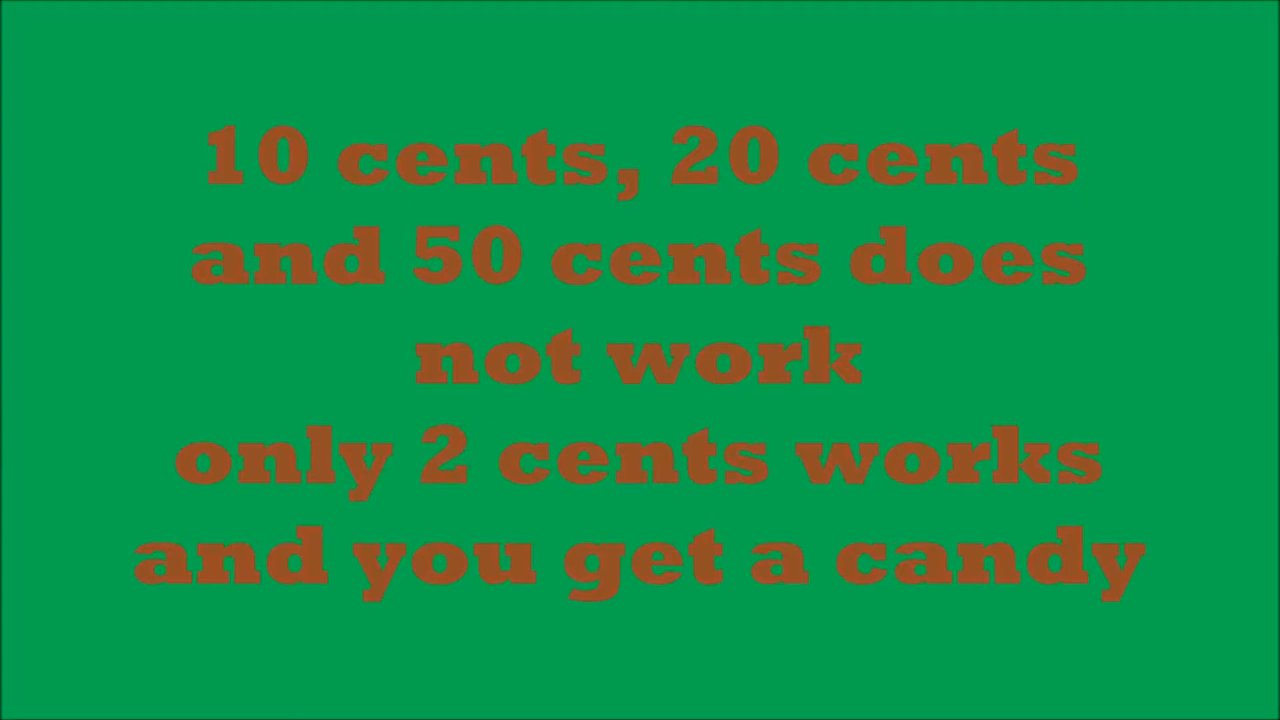 10 cents, 20 cents
and 50 cents does
not work
only 2 cents works
and you get a candy